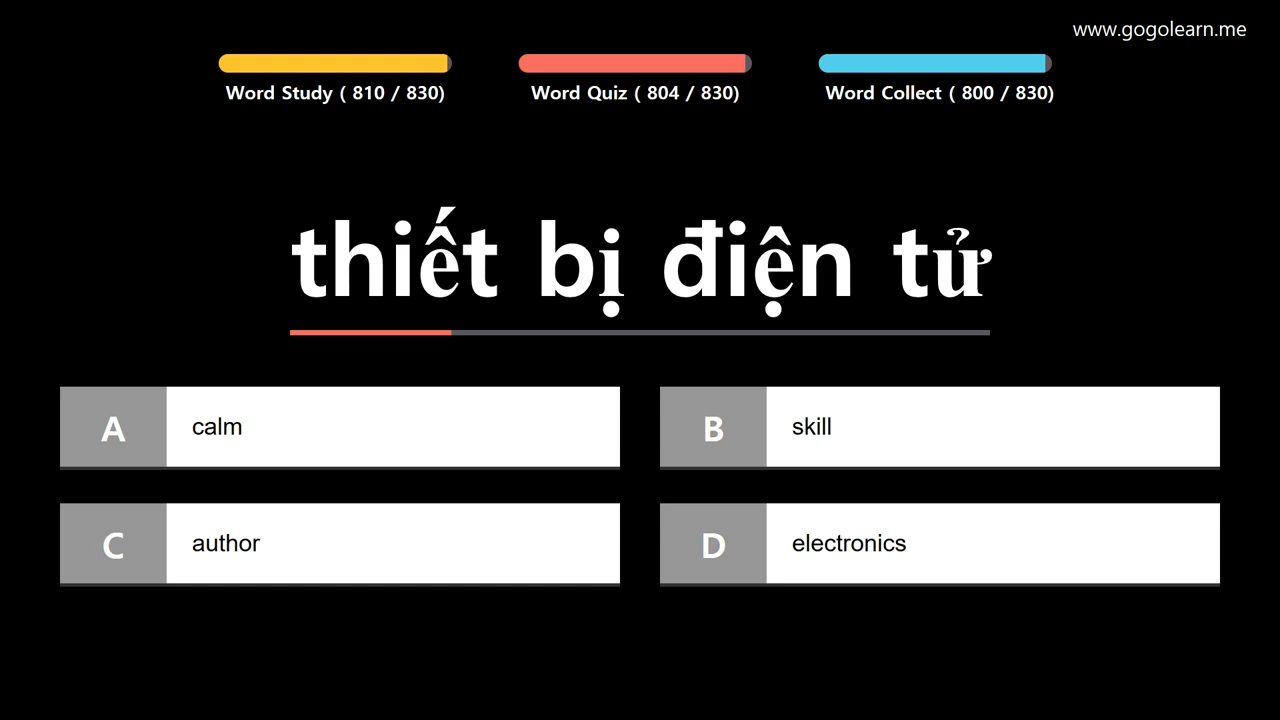 www.gogolearn.me
Word Study ( 810 / 830)
Word Quiz ( 804 / 830)
Word Collect ( 800 / 830)
thiết bị điện tử
A calm
B skill
C author
D electronics